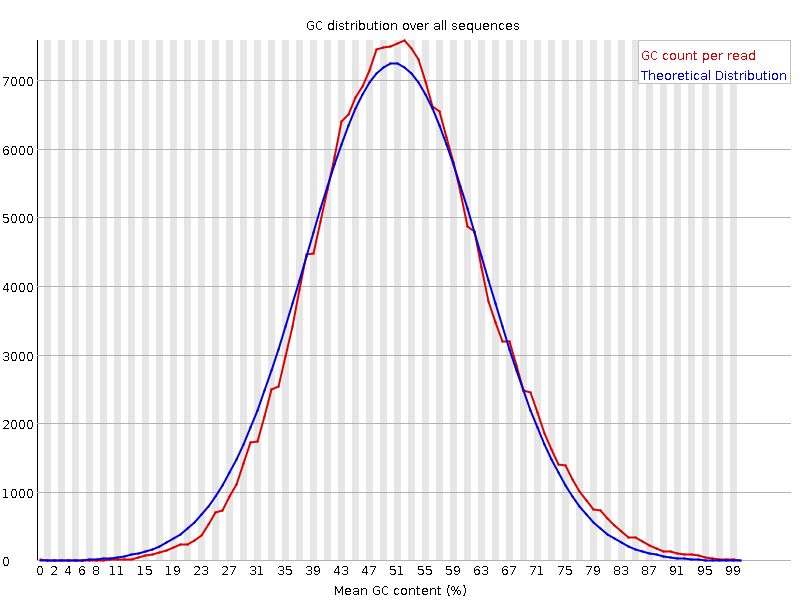 GC distribution over all sequences
GC count per read
Theoretical Distribution
7000
6000
5000
4000
3000
2000
1000
0
0 2 4 6 8 11 15 19 23 27 31 35 39 43 47 51 55 59 63 67 71 75 79 83 87 91 95 99
Mean GC content (%)